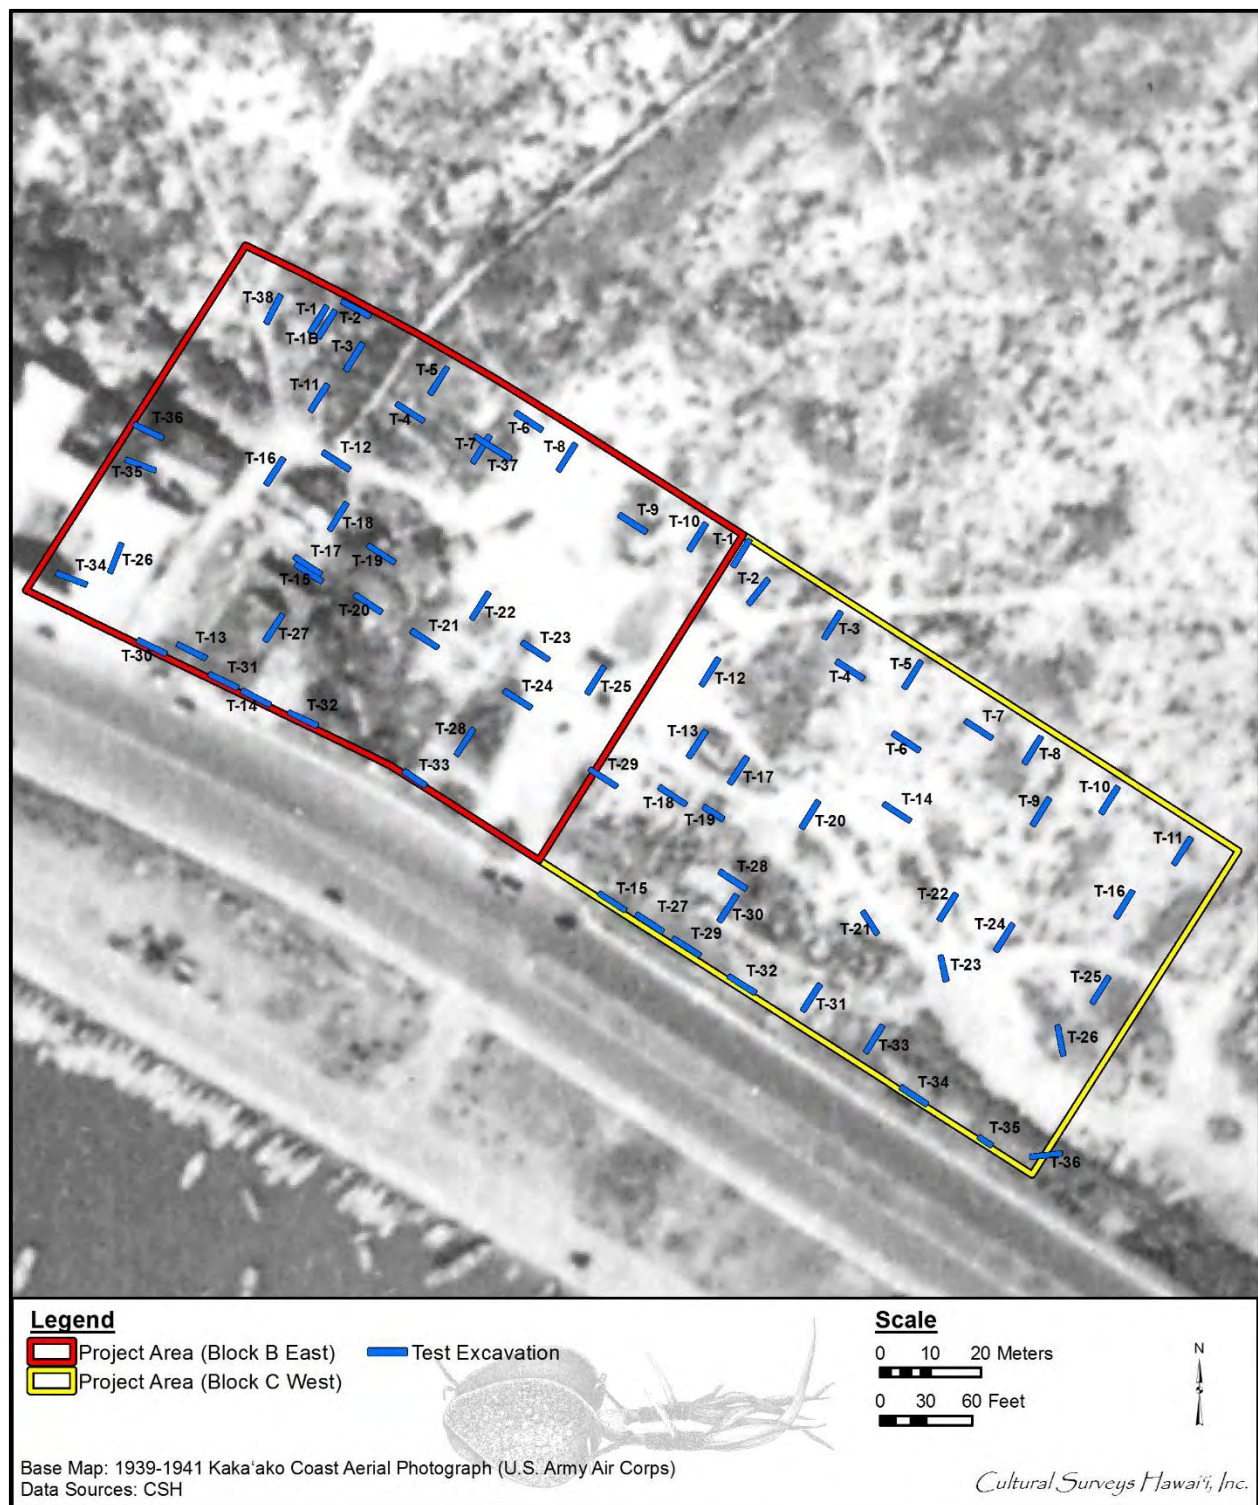 T-38
T-1
T-2
T-1B
T-3
T-5
T-11
T-4
T-6
T-36
T-7
T-8
T-12
T-37
T-35
T-16
T-9
T-10
T-1
T-18
T-26
T-17
T-19
T-2
T-34
T-15
T-20
T-22
T-3
T-27
T-21
T-13
T-23
T-12
T-4
T-5
T-30
T-31
T-25
T-14
T-24
T-32
T-28
T-13
T-7
T-6
T-8
T-33
T-29
T-17
T-18
T-19
T-20
T-14
T-9
T-10
T-11
T-28
T-15
T-27
T-30
T-22
T-16
T-29
T-21
T-24
T-23
T-32
T-31
T-25
T-33
T-26
T-34
T-35
T-36
Legend
Project Area (Block B East)
Test Excavation
Project Area (Block C West)
Scale
0 10 20 Meters
0 30 60 Feet
N
Base Map: 1939-1941 Kakaʻako Coast Aerial Photograph (U.S. Army Air Corps)
Data Sources: CSH
Cultural Surveys Hawaiʻi, Inc.